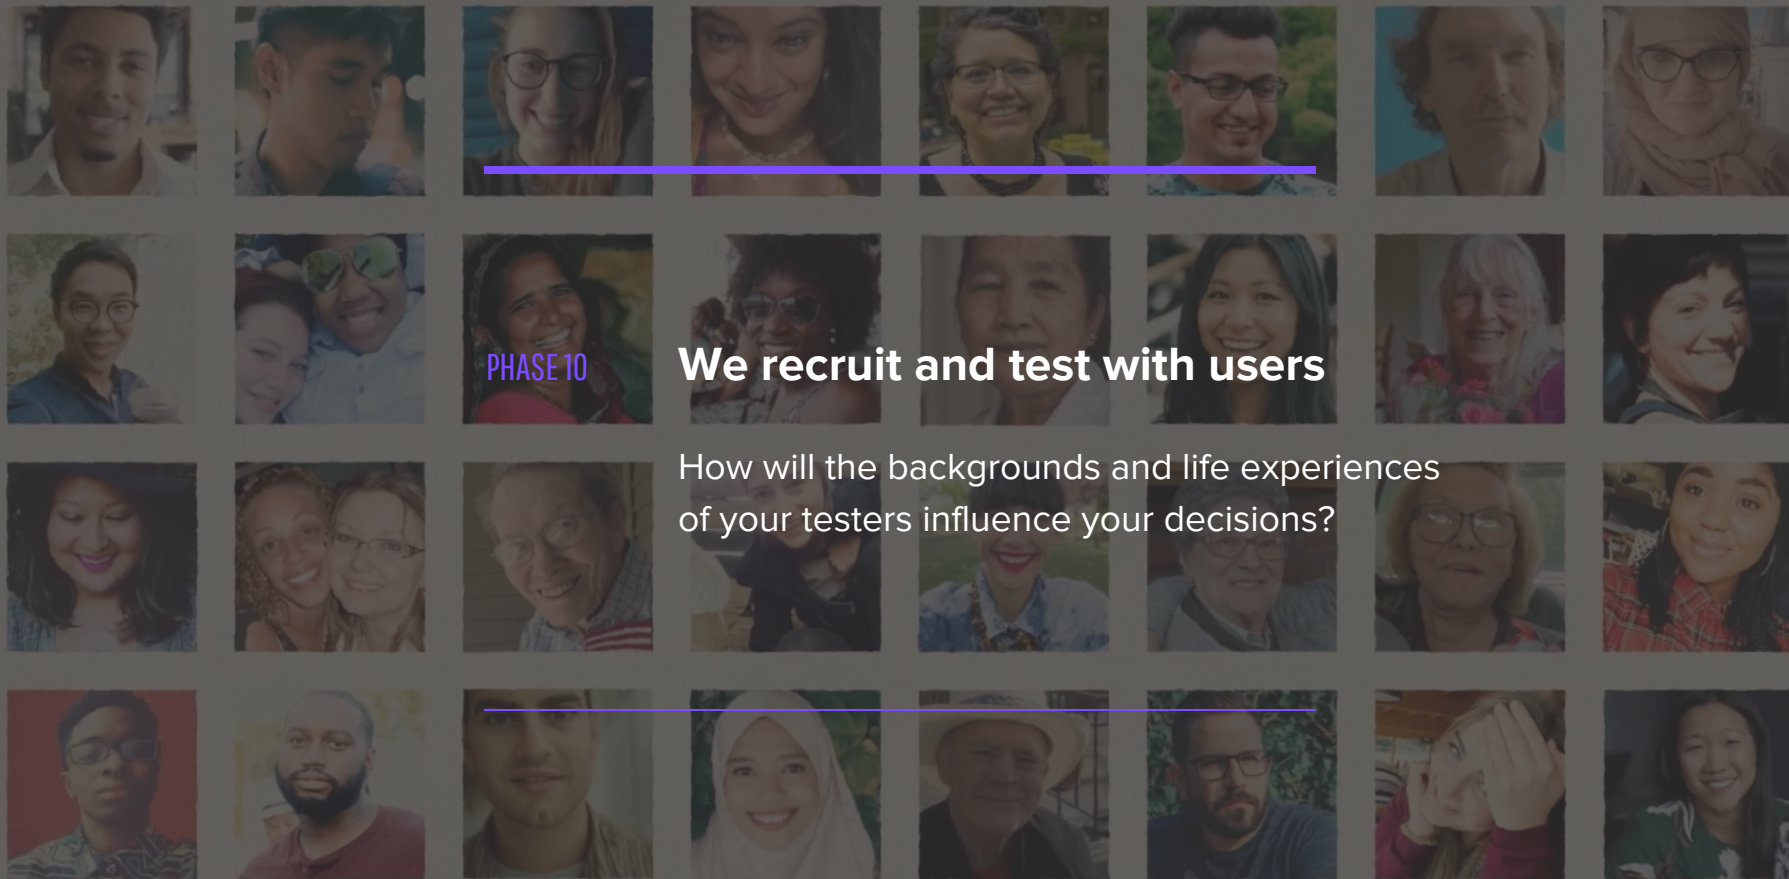 PHASE 10
We recruit and test with users
How will the backgrounds and life experiences
of your testers influence your decisions?